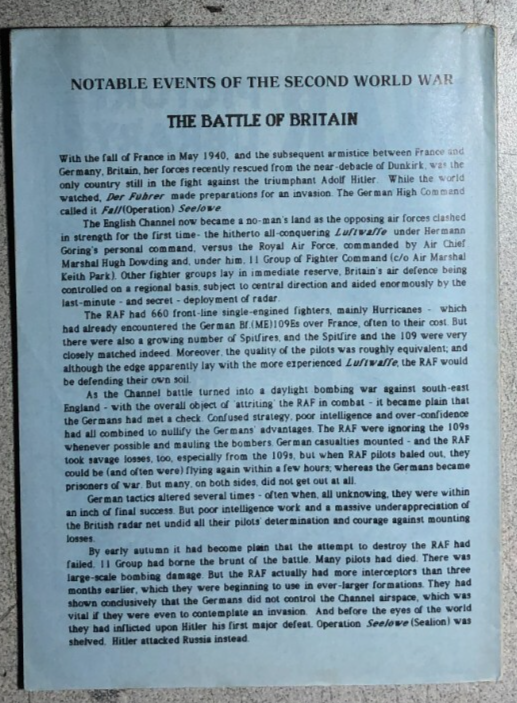 NOTABLE EVENTS OF THE SECOND WORLD WAR
THE BATTLE OF BRITAIN
With the fall of France in May 1940, and the subsequent armistice between France and
Germany, Britain, her forces recently rescued from the near-debacle of Dunkirk, was the
only country still in the fight against the triumphant Adolf Hitler. While the world
watched, Der Fuhrer made preparations for an invasion. The German High Command
called it Fall (Operation) Seelowe.
The English Channel now became a no-man's land as the opposing air forces clashed
in strength for the first time- the hitherto all-conquering Luftwaffe under Hermann
Goring's personal command, versus the Royal Air Force, commanded by Air Chief
Marshal Hugh Dowding and, under him, 11 Group of Fighter Command (c/o Air Marshal
Keith Park). Other fighter groups lay in immediate reserve, Britain's air defence being
controlled on a regional basis, subject to central direction and aided enormously by the
last-minute - and secret - deployment of radar.
The RAF had 660 front-line single-engined fighters, mainly Hurricanes - which
had already encountered the German Bf.(ME)109Es over France, often to their cost. But
there were also a growing number of Spitfires, and the Spitfire and the 109 were very
closely matched indeed. Moreover, the quality of the pilots was roughly equivalent; and
although the edge apparently lay with the more experienced Luftwaffe, the RAF would
be defending their own soil.
As the Channel battle turned into a daylight bombing war against south-east
England - with the overall object of 'attriting' the RAF in combat - it became plain that
the Germans had met a check. Confused strategy, poor intelligence and over-confidence
had all combined to nullify the Germans' advantages. The RAF were ignoring the 109s
whenever possible and mauling the bombers. German casualties mounted - and the RAF
took savage losses, too, especially from the 109s, but when RAF pilots baled out, they
could be (and often were) flying again within a few hours; whereas the Germans became
prisoners of war. But many, on both sides, did not get out at all.
German tactics altered several times - often when, all unknowing, they were within
an inch of final success. But poor intelligence work and a massive underappreciation of
the British radar net undid all their pilots' determination and courage against mounting
losses.
By early autumn it had become plain that the attempt to destroy the RAF had
failed. 11 Group had borne the brunt of the battle. Many pilots had died. There was
large-scale bombing damage. But the RAF actually had more interceptors than three
months earlier, which they were beginning to use in ever-larger formations. They had
shown conclusively that the Germans did not control the Channel airspace, which was
vital if they were even to contemplate an invasion. And before the eyes of the world
they had inflicted upon Hitler his first major defeat. Operation Seelowe (Sealion) was
shelved. Hitler attacked Russia instead.